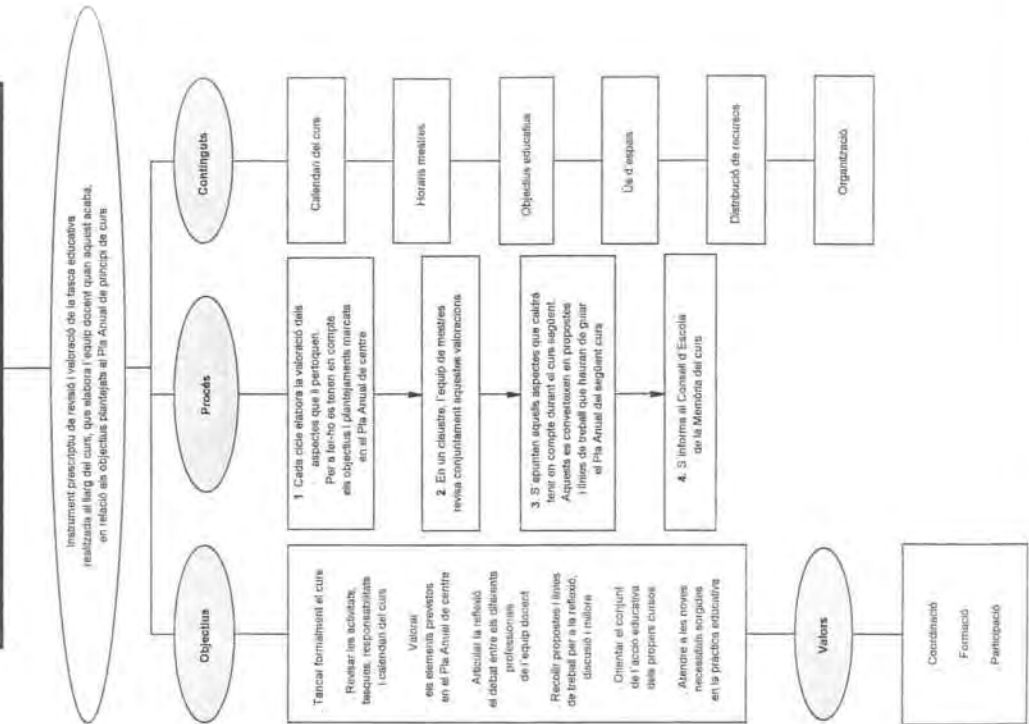 Instrument prescriptu de revisió i valoració de la tasca educativa
realitzada al llarg del curs, que elabora l'equip docent quan aquest acaba,
en relació els objectius plantejats al Pla Anual de principi de curs
Objectius
Tancar formalment el curs
Revisar les activitats,
tasques, responsabilitats
i calendari del curs
Valorar
els elements previstos
en el Pla Anual de centre
Articular la reflexió
el debat entre els diferents
professionals
de l'equip docent
Recollir propostes i línies
de treball per a la reflexió,
discusió i millora
Orientar el conjunt
de l'acció educativa
dels propers cursos
Atendre a les noves
necessitats sorgides
en la pràctica educativa
Valors
Coordinació
Formació
Participació
Procés
1 Cada cicle elabora la valoració dels
aspectes que li pertoquen.
Per a fer-ho es tenen en compte
els objectius i plantejaments marcats
en el Pla Anual de centre
2. En un claustre, l'equip de mestres
revisa conjuntament aquestes valoracions
3. S'apunten aquells aspectes que caldrà
tenir en compte durant el curs següent.
Aquests es converteixen en propostes
i línies de treball que hauran de guiar
el Pla Anual del següent curs
4. S informa al Consell d'Escola
de la Memòria del curs
Continguts
Calendari del curs
Horaris mestres
Objectius educatius
Ús d'espais
Distribució de recursos
Organització